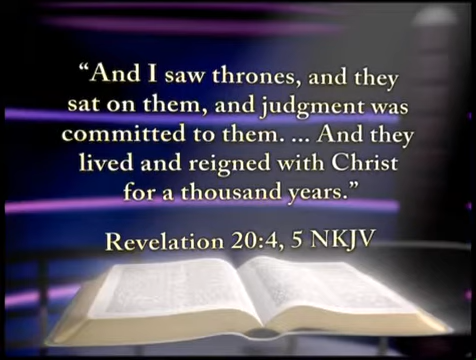 “And I saw thrones, and they
sat on them, and judgment was
committed to them. ... And they
lived and reigned with Christ
for a thousand years.”
Revelation 20:4, 5 NKJV